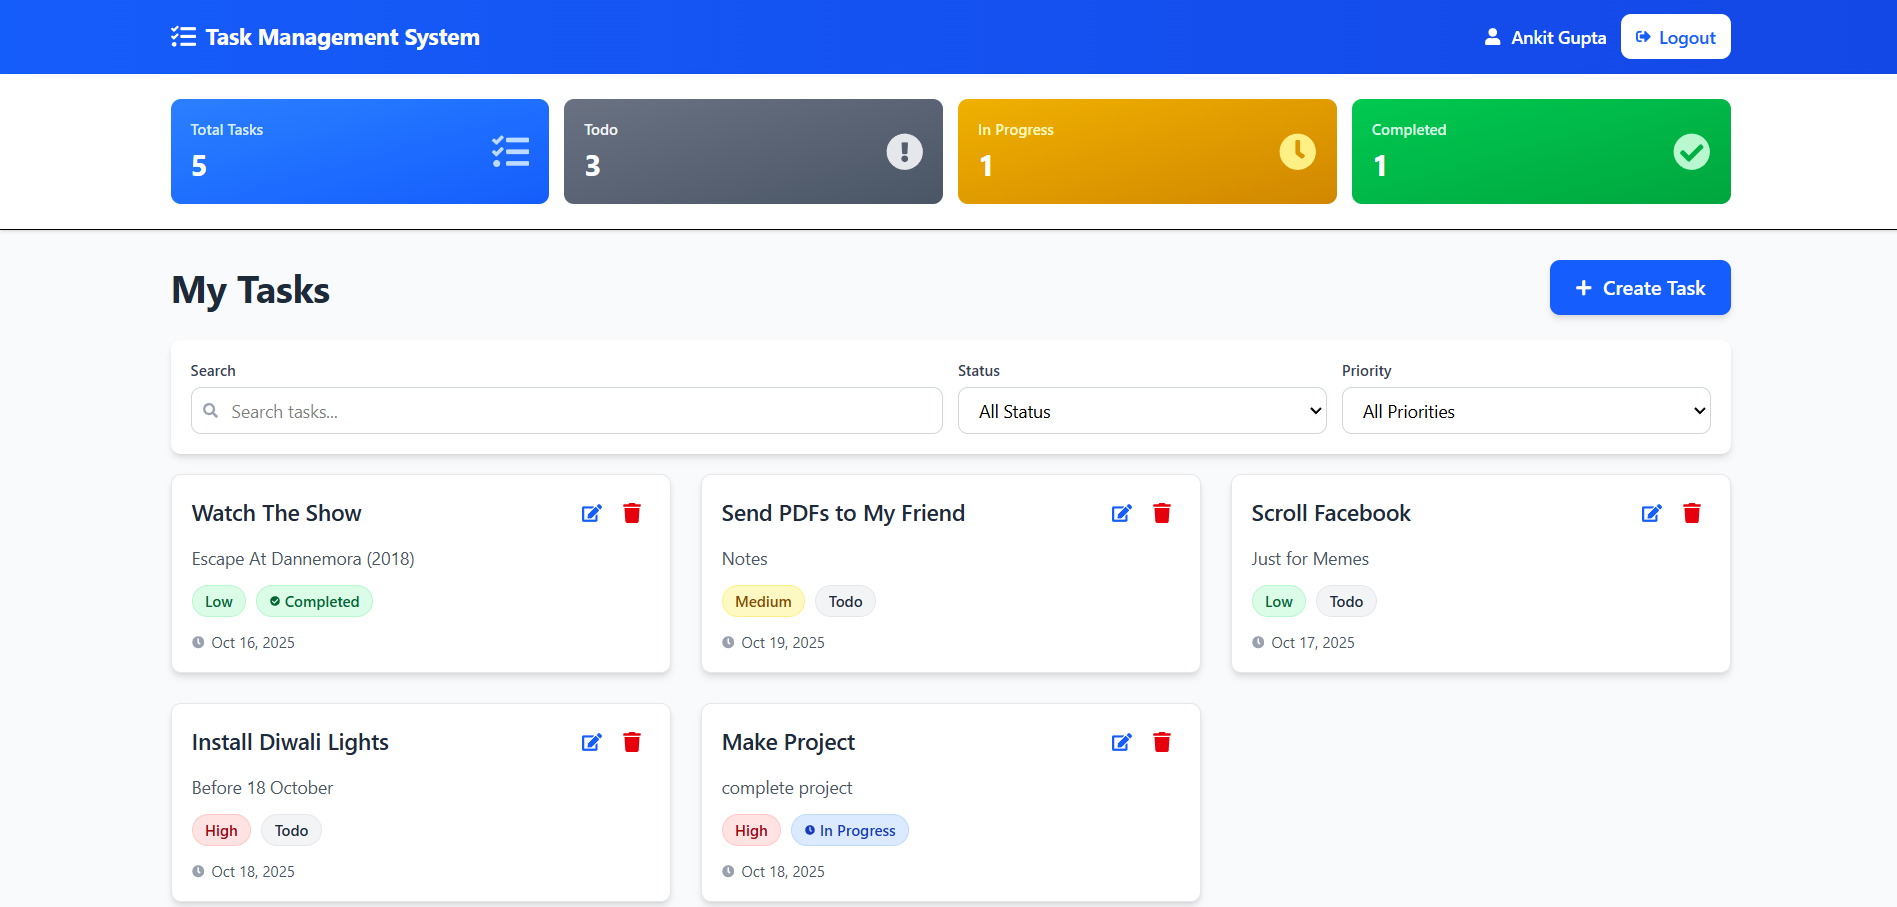 Task Management System
Ankit Gupta
Logout
Total Tasks
5
Todo
3
In Progress
1
Completed
1
My Tasks
Create Task
Search
Search tasks...
Status
All Status
Priority
All Priorities
Watch The Show
Escape At Dannemora (2018)
Low
Completed
Oct 16, 2025
Send PDFs to My Friend
Notes
Medium
Todo
Oct 19, 2025
Scroll Facebook
Just for Memes
Low
Todo
Oct 17, 2025
Install Diwali Lights
Before 18 October
High
Todo
Oct 18, 2025
Make Project
complete project
High
In Progress
Oct 18, 2025